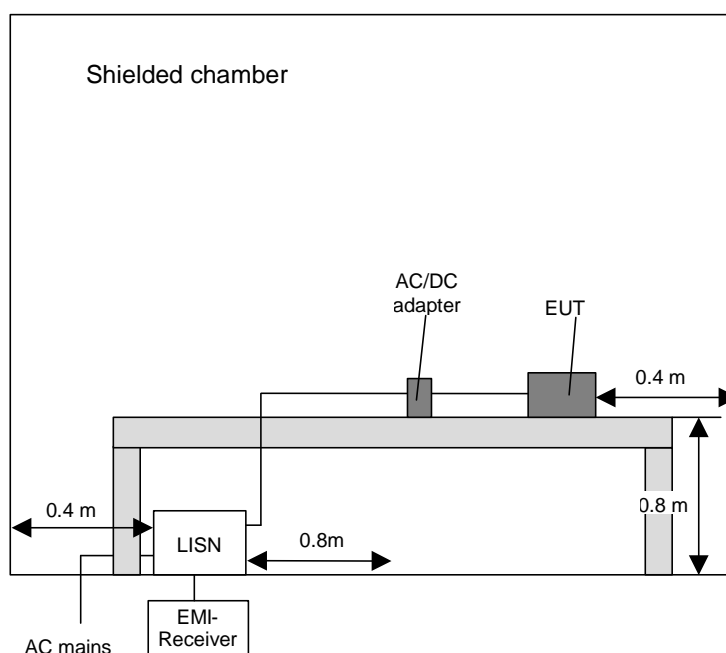 Shielded chamber
AC/DC
adapter
EUT
0.4 m
0.4 m
0.8 m
LISN
0.8m
EMI-
Receiver
AC mains